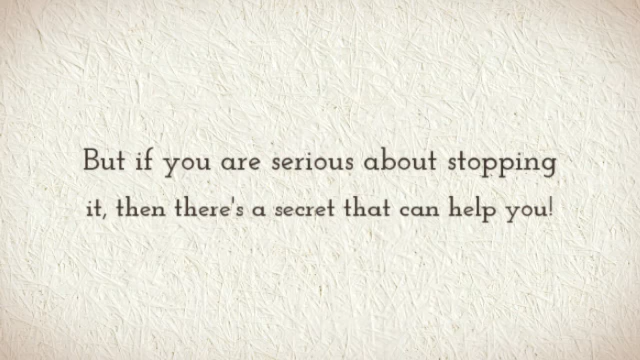 But if you are serious about stopping
it, then there's a secret that can help you!